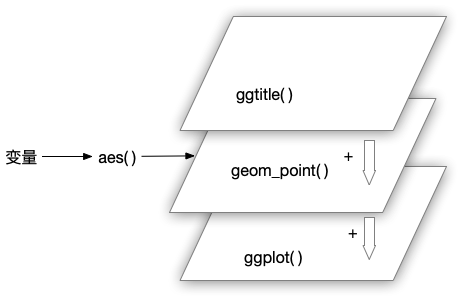 ggtitle()
变量
aes()
geom_point()
+
+
ggplot()